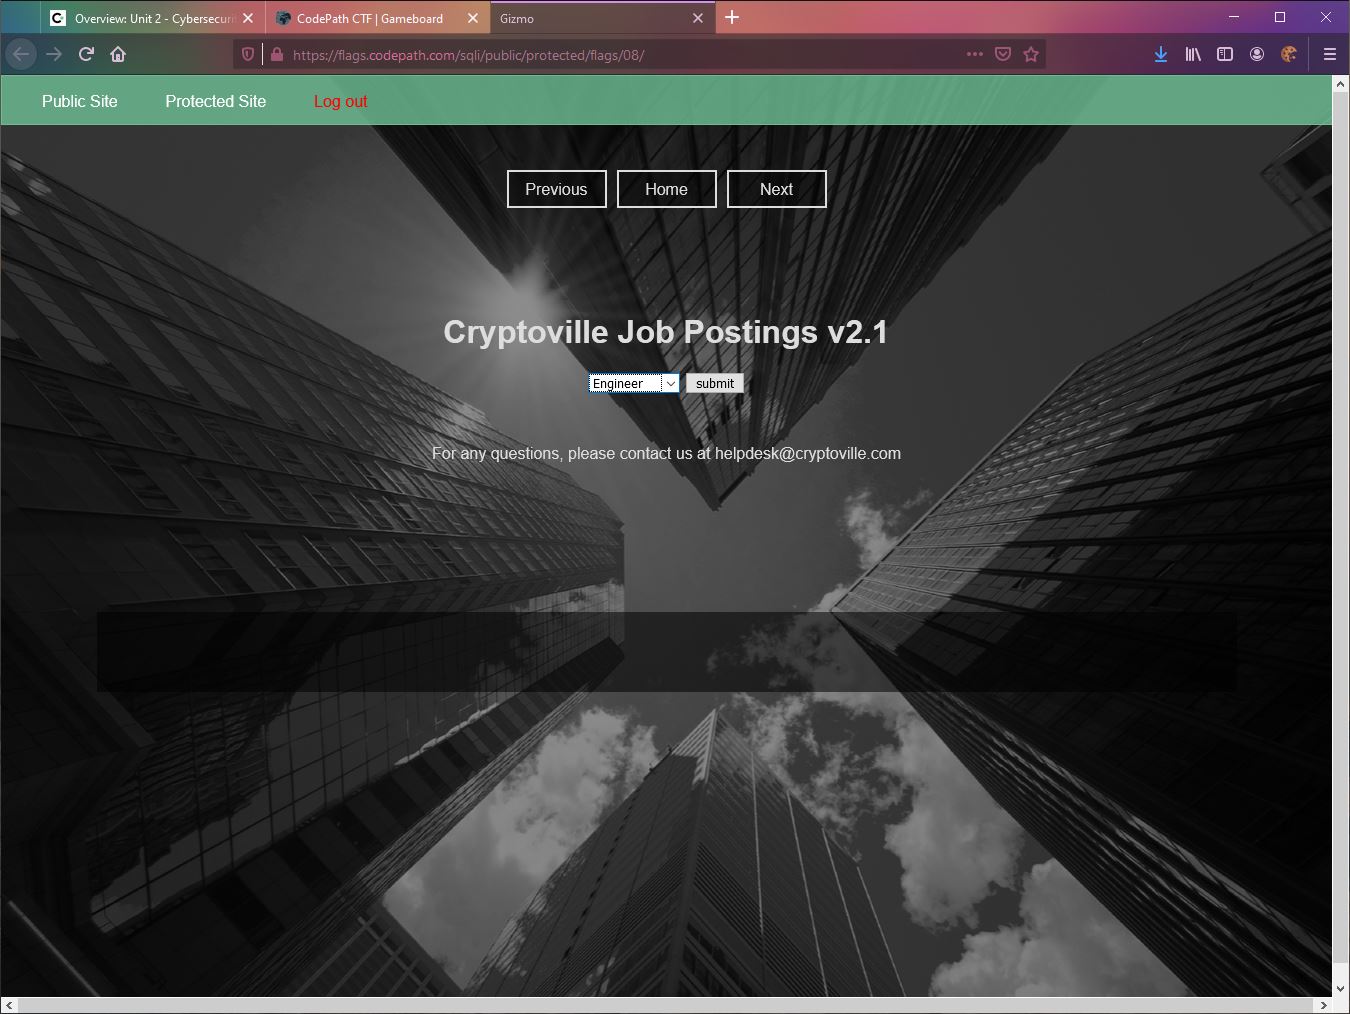 Overview: Unit 2 - Cybersecuri
CodePath CTF | Gameboard
Gizmo
https://flags.codepath.com/sqli/public/protected/flags/08/
Public Site
Protected Site
Log out
Previous
Home
Next
Cryptoville Job Postings v2.1
Engineer
submit
For any questions, please contact us at helpdesk@cryptoville.com